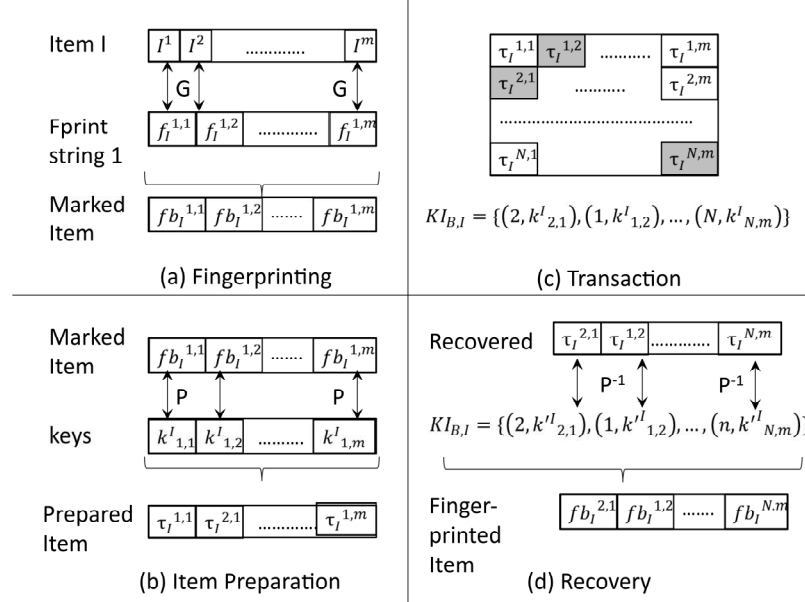 Item I I¹ I² ............. Iᵐ
G G
Fprint string 1 f_I^{1,1} f_I^{1,2} ............. f_I^{1,m}
Marked Item fb_I^{1,1} fb_I^{1,2} ....... fb_I^{1,m}
(a) Fingerprinting
τ_I^{1,1} τ_I^{1,2} ........... τ_I^{1,m}
τ_I^{2,1} ........... τ_I^{2,m}
...........................................
τ_I^{N,1} τ_I^{N,m}
KI_{B,I} = {(2, k^I_{2,1}), (1, k^I_{1,2}), ..., (N, k^I_{N,m})}
(c) Transaction
Marked Item fb_I^{1,1} fb_I^{1,2} ....... fb_I^{1,m}
P P
keys k^I_{1,1} k^I_{1,2} .......... k^I_{1,m}
Prepared Item τ_I^{1,1} τ_I^{2,1} ............. τ_I^{1,m}
(b) Item Preparation
Recovered τ_I^{2,1} τ_I^{1,2} ............. τ_I^{N,m}
P⁻¹ P⁻¹
KI_{B,I} = {(2, k'^I_{2,1}), (1, k'^I_{1,2}), ..., (n, k'^I_{N,m})}
Finger-printed Item fb_I^{2,1} fb_I^{1,2} ....... fb_I^{N.m}
(d) Recovery